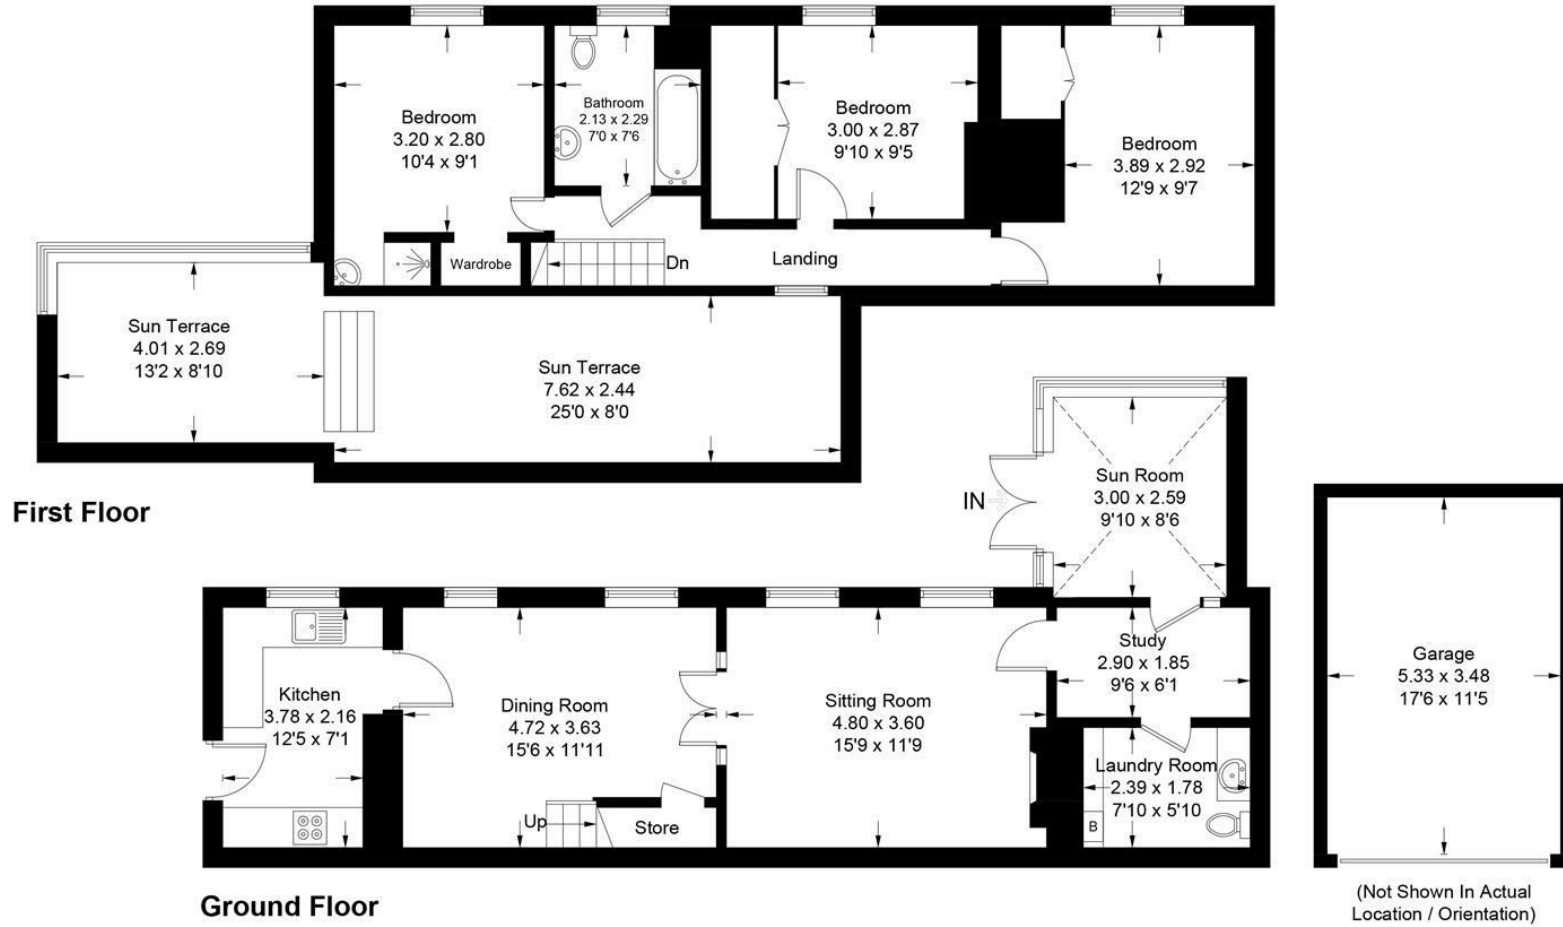 Bedroom
3.20 x 2.80
10'4 x 9'1
Bathroom
2.13 x 2.29
7'0 x 7'6
Bedroom
3.00 x 2.87
9'10 x 9'5
Bedroom
3.89 x 2.92
12'9 x 9'7
Wardrobe
Dn
Landing
Sun Terrace
4.01 x 2.69
13'2 x 8'10
Sun Terrace
7.62 x 2.44
25'0 x 8'0
First Floor
IN
Sun Room
3.00 x 2.59
9'10 x 8'6
Kitchen
3.78 x 2.16
12'5 x 7'1
Dining Room
4.72 x 3.63
15'6 x 11'11
Up
Store
Sitting Room
4.80 x 3.60
15'9 x 11'9
Study
2.90 x 1.85
9'6 x 6'1
Laundry Room
2.39 x 1.78
7'10 x 5'10
B
Garage
5.33 x 3.48
17'6 x 11'5
(Not Shown In Actual
Location / Orientation)
Ground Floor